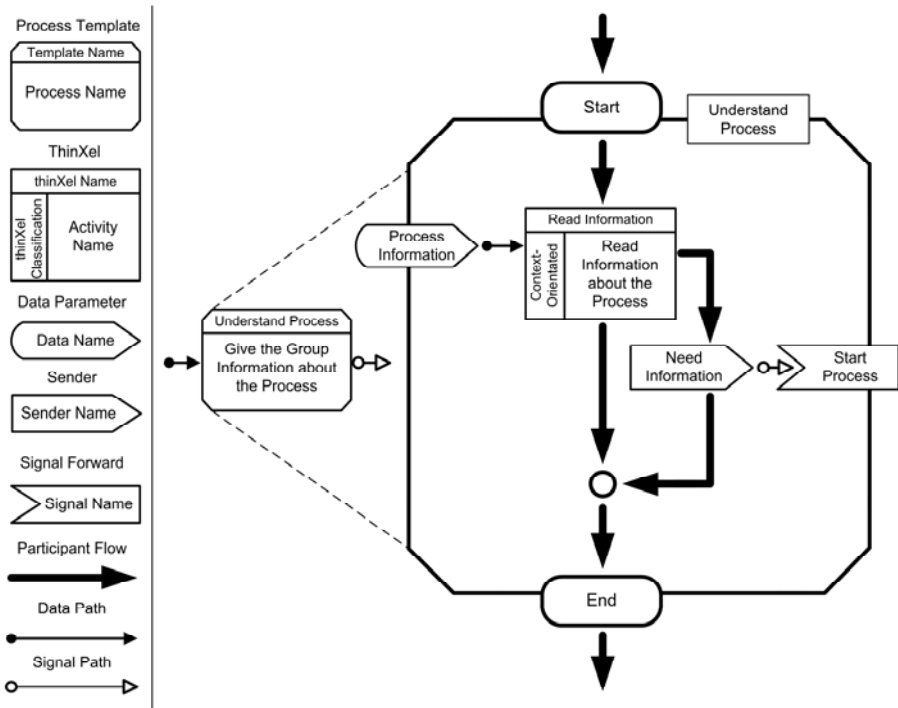 Process Template
Template Name
Process Name
ThinXel
thinXel Name
thinXel
Classification
Activity
Name
Data Parameter
Data Name
Sender
Sender Name
Signal Forward
Signal Name
Participant Flow
Data Path
Signal Path
Understand Process
Give the Group
Information about
the Process
Start
Understand
Process
Process
Information
Read Information
Context-
Orientated
Read
Information
about the
Process
Need
Information
Start
Process
End